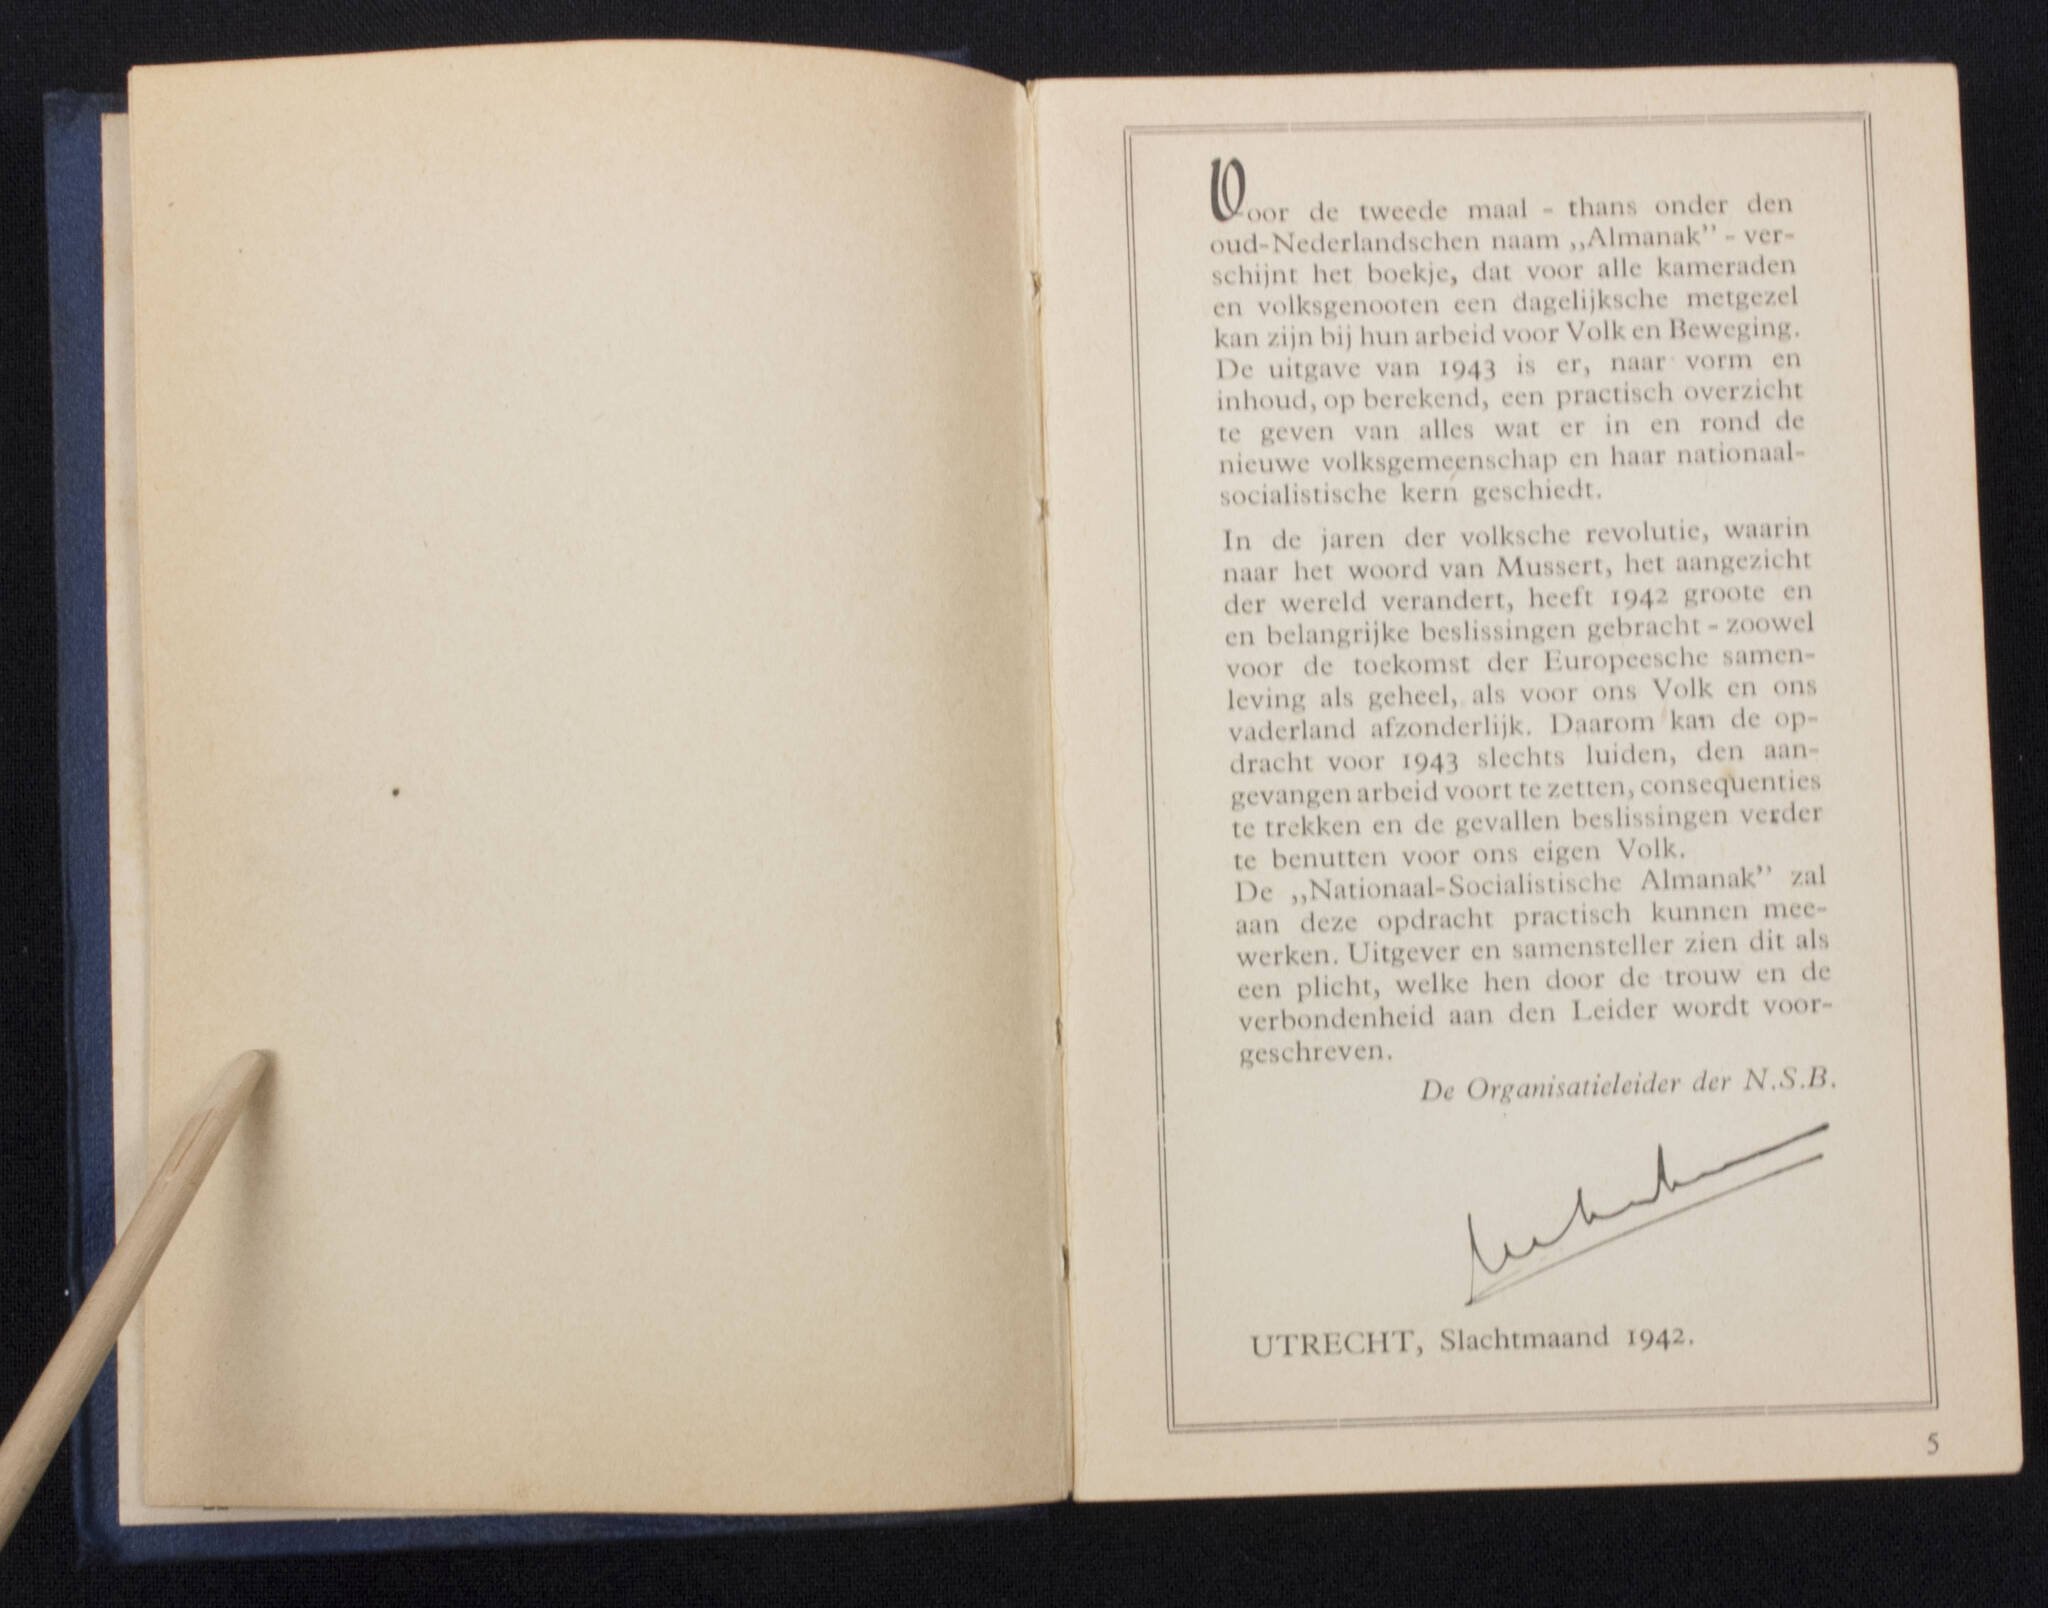 Voor de tweede maal - thans onder den
oud-Nederlandschen naam „Almanak” - ver-
schijnt het boekje, dat voor alle kameraden
en volksgenooten een dagelijksche metgezel
kan zijn bij hun arbeid voor Volk en Beweging.
De uitgave van 1943 is er, naar vorm en
inhoud, op berekend, een practisch overzicht
te geven van alles wat er in en rond de
nieuwe volksgemeenschap en haar nationaal-
socialistische kern geschiedt.
In de jaren der volksche revolutie, waarin
naar het woord van Mussert, het aangezicht
der wereld verandert, heeft 1942 groote en
en belangrijke beslissingen gebracht - zoowel
voor de toekomst der Europeesche samen-
leving als geheel, als voor ons Volk en ons
vaderland afzonderlijk. Daarom kan de op-
dracht voor 1943 slechts luiden, den aan-
gevangen arbeid voort te zetten, consequenties
te trekken en de gevallen beslissingen verder
te benutten voor ons eigen Volk.
De „Nationaal-Socialistische Almanak” zal
aan deze opdracht practisch kunnen mee-
werken. Uitgever en samensteller zien dit als
een plicht, welke hen door de trouw en de
verbondenheid aan den Leider wordt voor-
geschreven.
De Organisatieleider der N.S.B.
UTRECHT, Slachtmaand 1942.
5